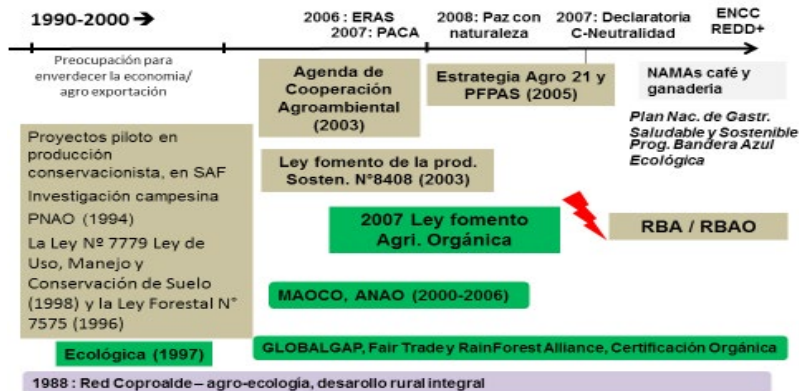 1990-2000
2006 : ERAS
2007: PACA
2008: Paz con
naturaleza
2007: Declaratoria
C-Neutralidad
ENCC
REDD+
Preocupación para
enverdecer la economia/
agro exportación
Agenda de
Cooperación
Agroambiental
(2003)
Estrategia Agro 21 y
PFPAS (2005)
NAMAs café y
ganaderia
Plan Nac. de Gastr.
Saludable y Sostenible
Prog. Bandera Azul
Ecológica
Proyectos piloto en
producción
conservacionista, en SAF
Investigación campesina
PNAO (1994)
La Ley Nº 7779 Ley de
Uso, Manejo y
Conservación de Suelo
(1998) y la Ley Forestal N°
7575 (1996)
Ley fomento de la prod.
Sosten. N°8408 (2003)
2007 Ley fomento
Agri. Orgánica
RBA / RBAO
MAOCO, ANAO (2000-2006)
Ecológica (1997)
GLOBALGAP, Fair Trade y RainForest Alliance, Certificación Orgánica
1988 : Red Coproalde – agro-ecología, desarollo rural integral